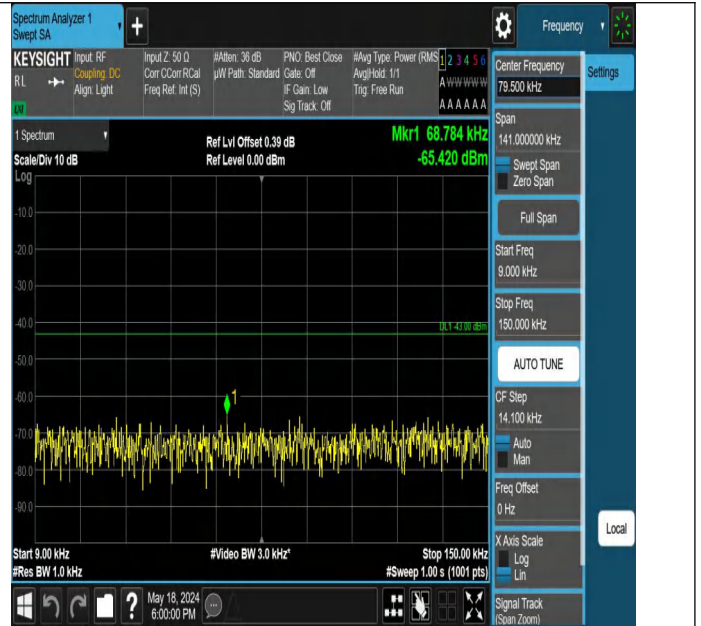 Spectrum Analyzer 1
Swept SA
+
Frequency
KEYSIGHT
RL
LXI
Input: RF
Coupling: DC
Align: Light
Input Z: 50 Ω
Corr CCorr RCal
Freq Ref: Int (S)
#Atten: 36 dB
µW Path: Standard
PNO: Best Close
Gate: Off
IF Gain: Low
Sig Track: Off
#Avg Type: Power (RMS
Avg|Hold: 1/1
Trig: Free Run
1 2 3 4 5 6
A W W W W W
A A A A A A
1 Spectrum
Scale/Div 10 dB
Ref Lvl Offset 0.39 dB
Ref Level 0.00 dBm
Mkr1 68.784 kHz
-65.420 dBm
Log
-10.0
-20.0
-30.0
-40.0
-50.0
-60.0
-70.0
-80.0
-90.0
DL1 -43.00 dBm
1
Start 9.00 kHz
#Res BW 1.0 kHz
#Video BW 3.0 kHz*
Stop 150.00 kHz
#Sweep 1.00 s (1001 pts)
Center Frequency
79.500 kHz
Settings
Span
141.000000 kHz
Swept Span
Zero Span
Full Span
Start Freq
9.000 kHz
Stop Freq
150.000 kHz
AUTO TUNE
CF Step
14.100 kHz
Auto
Man
Freq Offset
0 Hz
Local
X Axis Scale
Log
Lin
Signal Track
(Span Zoom)
?
May 18, 2024
6:00:00 PM